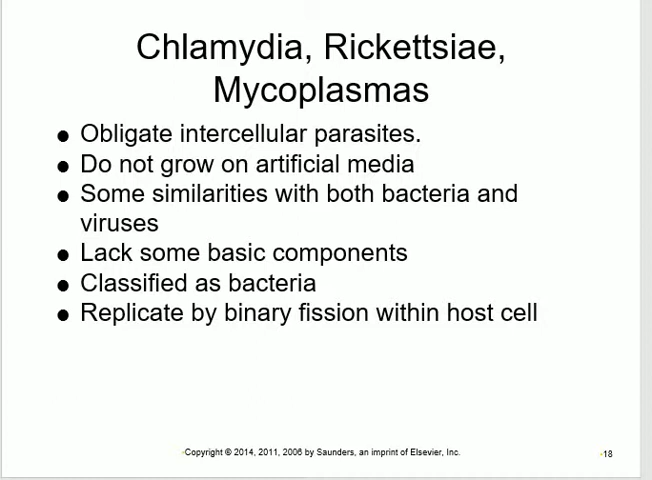 Chlamydia, Rickettsiae,
Mycoplasmas
● Obligate intercellular parasites.
● Do not grow on artificial media
● Some similarities with both bacteria and
viruses
● Lack some basic components
● Classified as bacteria
● Replicate by binary fission within host cell
Copyright © 2014, 2011, 2006 by Saunders, an imprint of Elsevier, Inc.
18